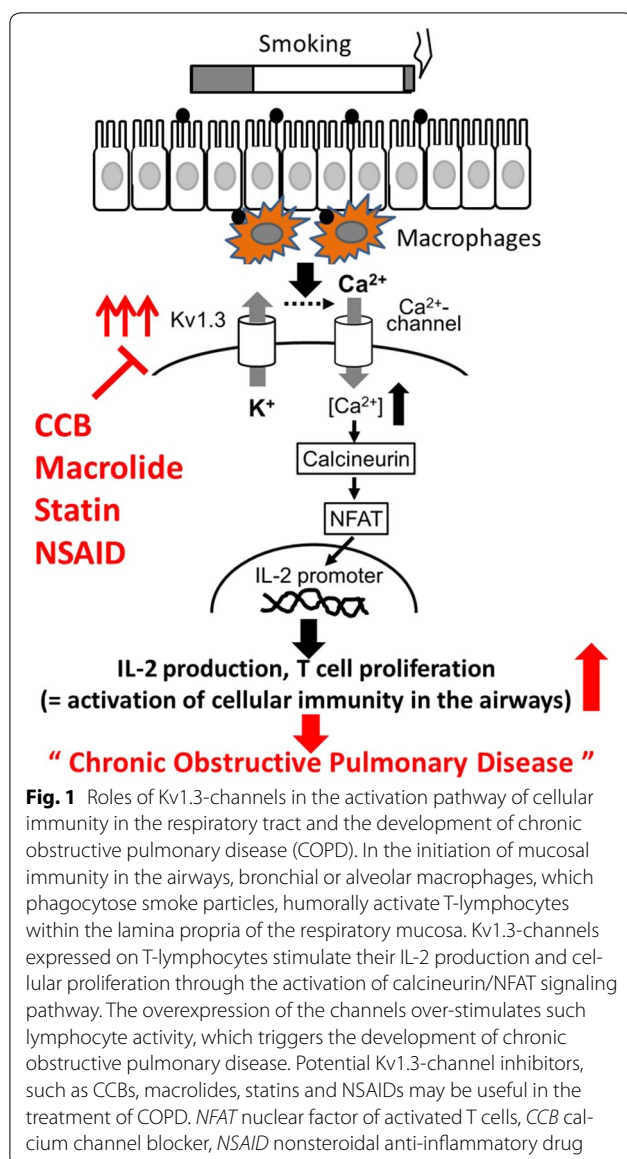 Smoking
Macrophages
Ca²⁺
Kv1.3
Ca²⁺-
channel
K⁺
[Ca²⁺]
CCB
Macrolide
Statin
NSAID
Calcineurin
NFAT
IL-2 promoter
IL-2 production, T cell proliferation
(= activation of cellular immunity in the airways)
“ Chronic Obstructive Pulmonary Disease ”
Fig. 1 Roles of Kv1.3-channels in the activation pathway of cellular
immunity in the respiratory tract and the development of chronic
obstructive pulmonary disease (COPD). In the initiation of mucosal
immunity in the airways, bronchial or alveolar macrophages, which
phagocytose smoke particles, humorally activate T-lymphocytes
within the lamina propria of the respiratory mucosa. Kv1.3-channels
expressed on T-lymphocytes stimulate their IL-2 production and cel-
lular proliferation through the activation of calcineurin/NFAT signaling
pathway. The overexpression of the channels over-stimulates such
lymphocyte activity, which triggers the development of chronic
obstructive pulmonary disease. Potential Kv1.3-channel inhibitors,
such as CCBs, macrolides, statins and NSAIDs may be useful in the
treatment of COPD. NFAT nuclear factor of activated T cells, CCB cal-
cium channel blocker, NSAID nonsteroidal anti-inflammatory drug